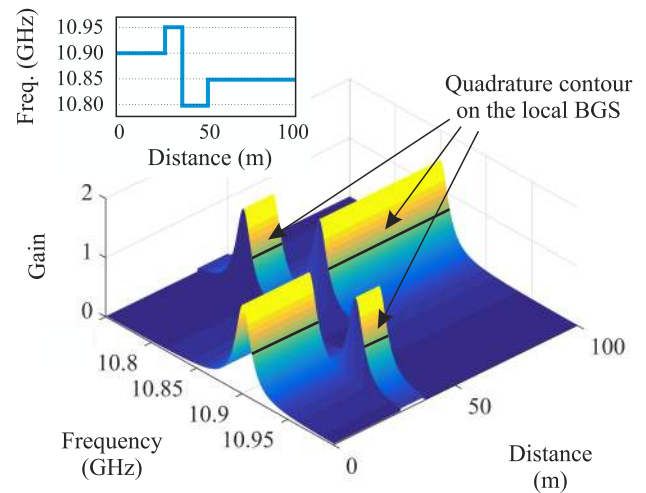 Freq. (GHz)
10.95
10.90
10.85
10.80
0
50
100
Distance (m)
Quadrature contour
on the local BGS
Gain
2
1
0
10.8
10.85
10.9
10.95
Frequency
(GHz)
0
50
100
Distance
(m)